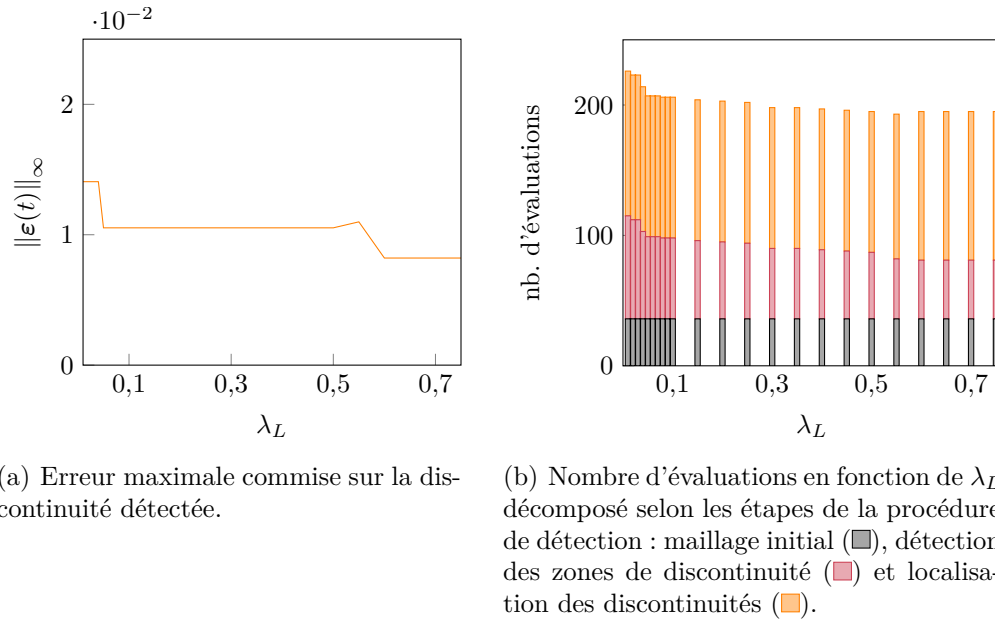 ·10⁻²
2
1
0
‖ε(t)‖∞
0,1 0,3 0,5 0,7
λ_L
200
100
0
nb. d'évaluations
0,1 0,3 0,5 0,7
λ_L
(a) Erreur maximale commise sur la dis-
continuité détectée.
(b) Nombre d'évaluations en fonction de λ_L
décomposé selon les étapes de la procédure
de détection : maillage initial (), détection
des zones de discontinuité () et localisa-
tion des discontinuités ().